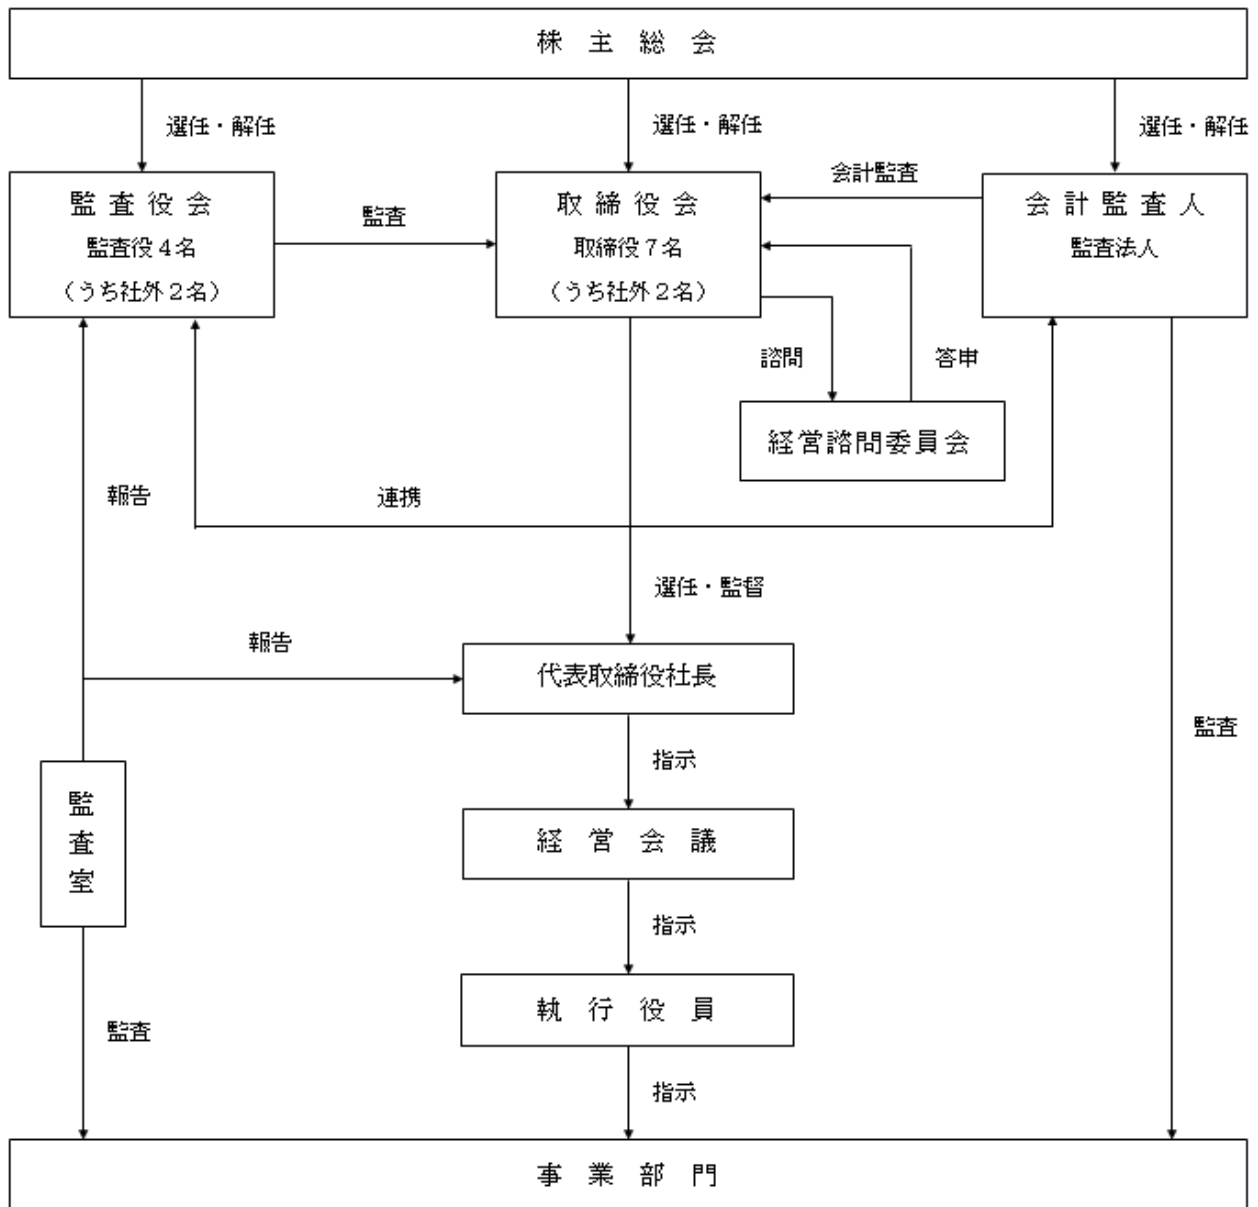 株主総会
選任・解任
選任・解任
選任・解任
監査役会
監査役４名
（うち社外２名）
監査
取締役会
取締役７名
（うち社外２名）
会計監査
会計監査人
監査法人
諮問
答申
経営諮問委員会
報告
連携
選任・監督
報告
代表取締役社長
監査
指示
監査室
経営会議
指示
執行役員
監査
指示
事業部門